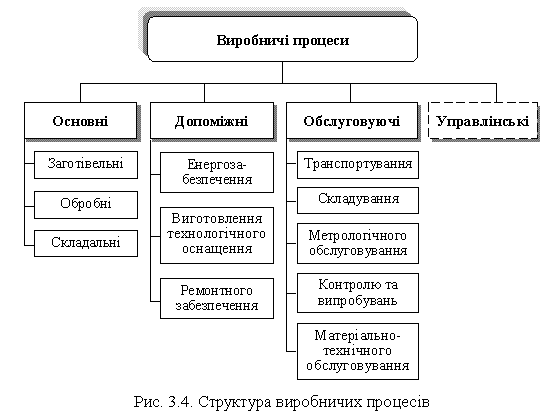 Виробничі процеси
Основні
Допоміжні
Обслуговуючі
Управлінські
Заготівельні
Обробні
Складальні
Енергоза-
безпечення
Виготовлення
технологічного
оснащення
Ремонтного
забезпечення
Транспортування
Складування
Метрологічного
обслуговування
Контролю та
випробувань
Матеріально-
технічного
обслуговування
Рис. 3.4. Структура виробничих процесів